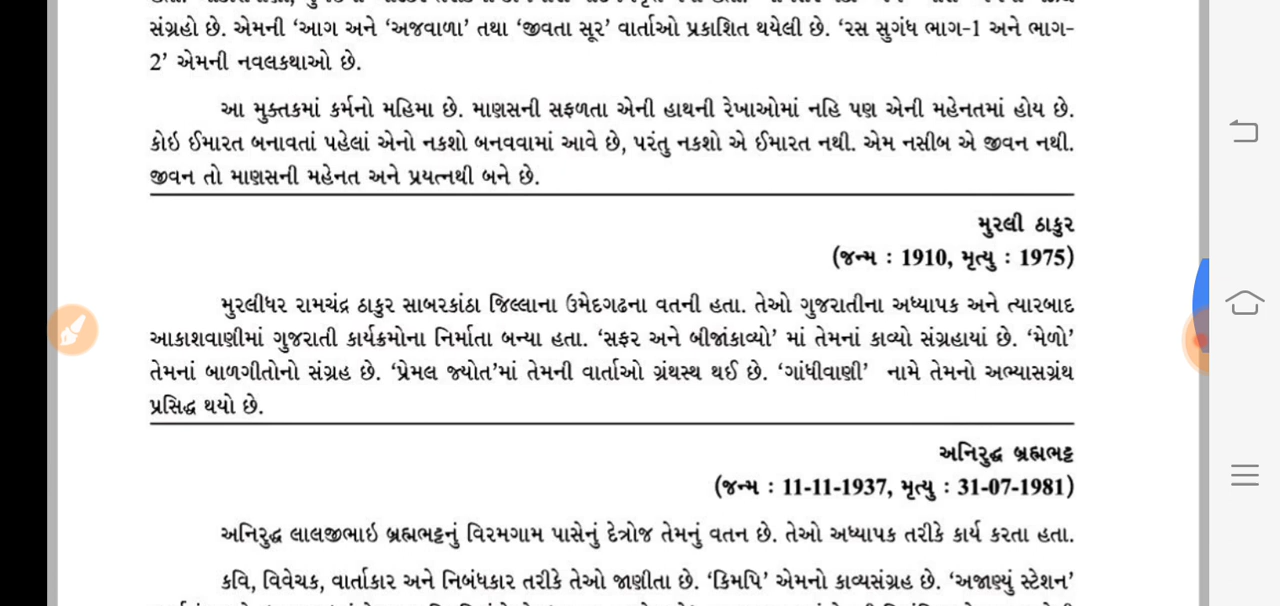 સંગ્રહો છે. એમની ‘આગ અને ‘અજવાળા’ તથા ‘જીવતા સૂર’ વાર્તાઓ પ્રકાશિત થયેલી છે. ‘રસ સુગંધ ભાગ-1 અને ભાગ-
2’ એમની નવલકથાઓ છે.
આ મુક્તકમાં કર્મનો મહિમા છે. માણસની સફળતા એની હાથની રેખાઓમાં નહિ પણ એની મહેનતમાં હોય છે.
કોઇ ઈમારત બનાવતાં પહેલાં એનો નકશો બનવવામાં આવે છે, પરંતુ નકશો એ ઈમારત નથી. એમ નસીબ એ જીવન નથી.
જીવન તો માણસની મહેનત અને પ્રયત્નથી બને છે.
મુરલી ઠાકુર
(જન્મ : 1910, મૃત્યુ : 1975)
મુરલીધર રામચંદ્ર ઠાકુર સાબરકાંઠા જિલ્લાના ઉમેદગઢના વતની હતા. તેઓ ગુજરાતીના અધ્યાપક અને ત્યારબાદ
આકાશવાણીમાં ગુજરાતી કાર્યક્રમોના નિર્માતા બન્યા હતા. ‘સફર અને બીજાંકાવ્યો’ માં તેમનાં કાવ્યો સંગ્રહાયાં છે. ‘મેળો’
તેમનાં બાળગીતોનો સંગ્રહ છે. ‘પ્રેમલ જ્યોત’માં તેમની વાર્તાઓ ગ્રંથસ્થ થઈ છે. ‘ગાંધીવાણી’ નામે તેમનો અભ્યાસગ્રંથ
પ્રસિદ્ધ થયો છે.
અનિરુદ્ધ બ્રહ્મભટ્ટ
(જન્મ : 11-11-1937, મૃત્યુ : 31-07-1981)
અનિરુદ્ધ લાલજીભાઇ બ્રહ્મભટ્ટનું વિરમગામ પાસેનું દેત્રોજ તેમનું વતન છે. તેઓ અધ્યાપક તરીકે કાર્ય કરતા હતા.
કવિ, વિવેચક, વાર્તાકાર અને નિબંધકાર તરીકે તેઓ જાણીતા છે. ‘કિમપિ’ એમનો કાવ્યસંગ્રહ છે. ‘અજાણ્યું સ્ટેશન’